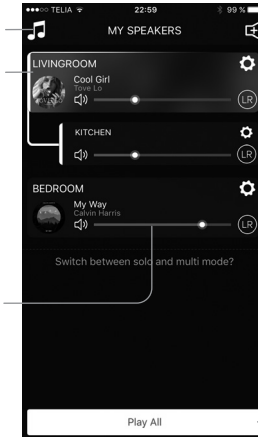 TELIA 22:59 99 %
MY SPEAKERS
LIVINGROOM
Cool Girl
Tove Lo
LR
KITCHEN
LR
BEDROOM
My Way
Calvin Harris
LR
Switch between solo and multi mode?
Play All